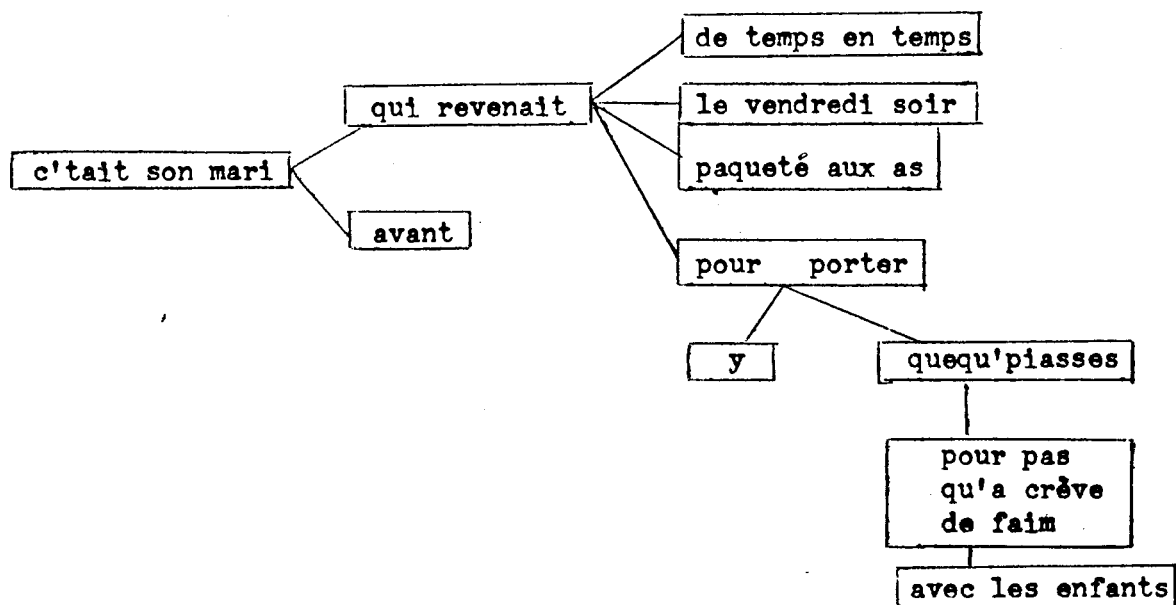 de temps en temps
qui revenait
le vendredi soir
c'tait son mari
paqueté aux as
avant
pour porter
y
quequ'piasses
pour pas
qu'a crève
de faim
avec les enfants